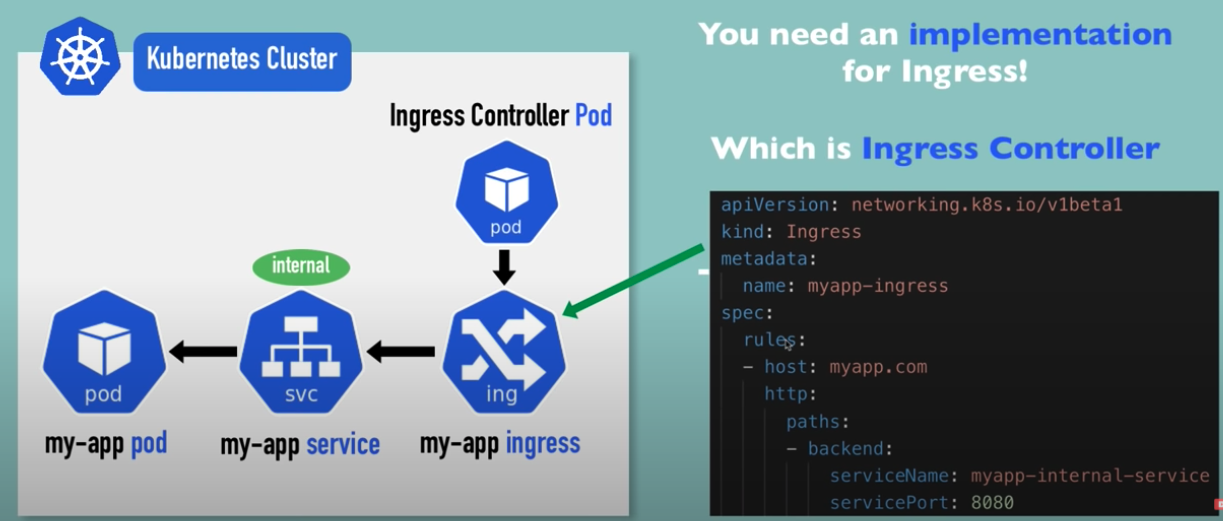 Kubernetes Cluster
Ingress Controller Pod
pod
internal
pod
svc
ing
my-app pod
my-app service
my-app ingress
You need an implementation
for Ingress!
Which is Ingress Controller
apiVersion: networking.k8s.io/v1beta1
kind: Ingress
metadata:
name: myapp-ingress
spec:
rules:
- host: myapp.com
http:
paths:
- backend:
serviceName: myapp-internal-service
servicePort: 8080